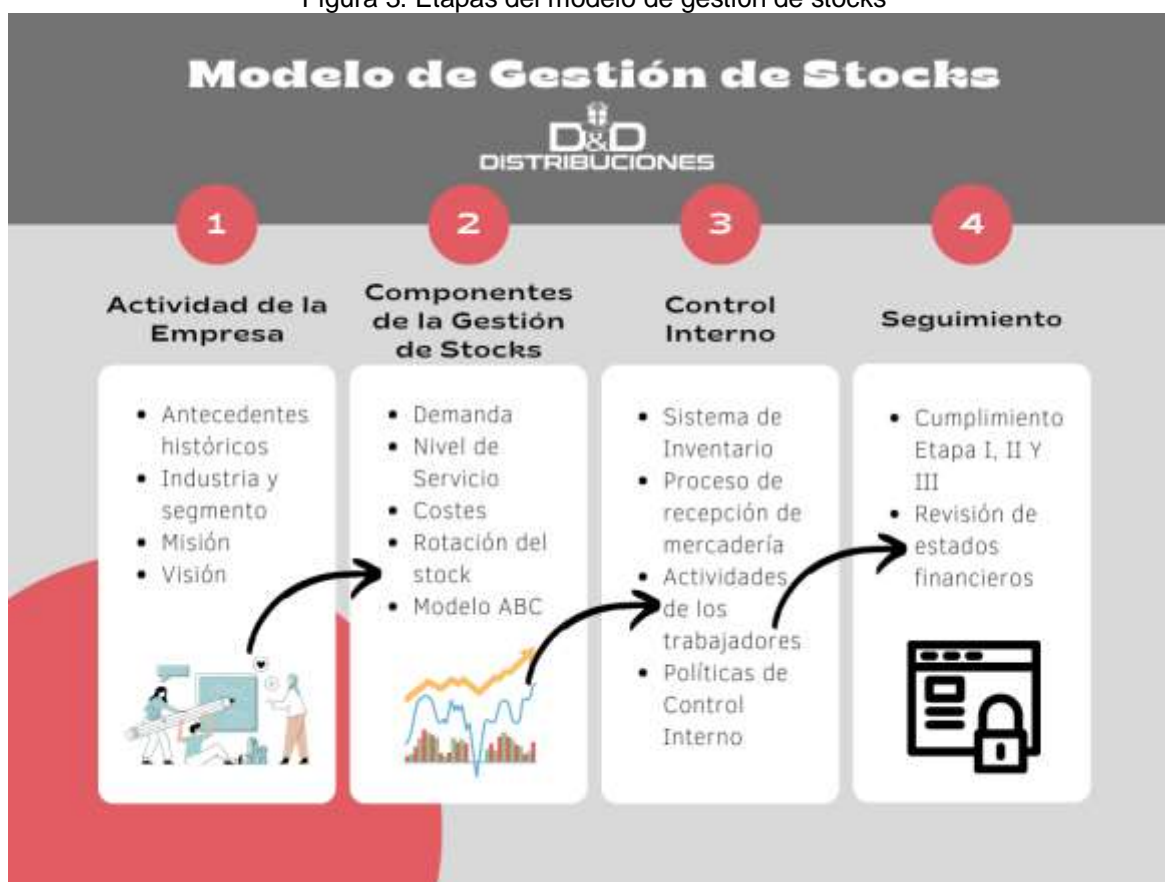 Figura 3. Etapas del modelo de gestión de stocks
Modelo de Gestión de Stocks
D&D
DISTRIBUCIONES
1
2
3
4
Actividad de la
Empresa
Componentes
de la Gestión
de Stocks
Control
Interno
Seguimiento
• Antecedentes
históricos
• Industria y
segmento
• Misión
• Visión
• Demanda
• Nivel de
Servicio
• Costes
• Rotación del
stock
• Modelo ABC
• Sistema de
Inventario
• Proceso de
recepción de
mercadería
• Actividades
de los
trabajadores
• Políticas de
Control
Interno
• Cumplimiento
Etapa I, II Y
III
• Revisión de
estados
financieros